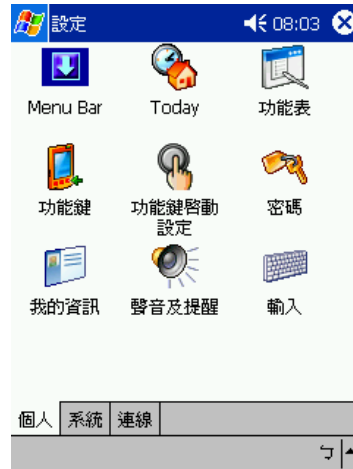 設定 08:03
Menu Bar Today 功能表
功能鍵 功能鍵啓動 密碼
設定
我的資訊 聲音及提醒 輸入
個人 系統 連線
ㄅ